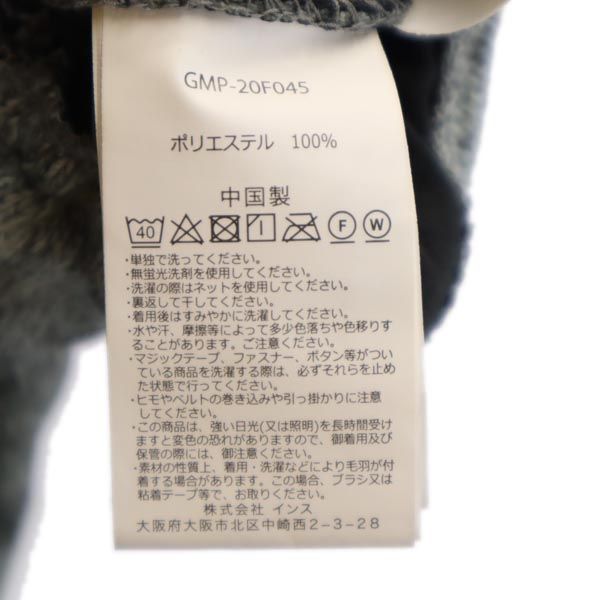 GMP-20F045
ポリエステル 100%
中国製
40 F W
・単独で洗ってください。
・無蛍光洗剤を使用してください。
・洗濯の際はネットを使用してください。
・裏返して干してください。
・着用後はすみやかに洗濯してください。
・水や汗、摩擦等によって多少色落ちや色移りす
ることがあります。ご注意ください。
・マジックテープ、ファスナー、ボタン等がつい
ている商品を洗濯する際は、必ずそれらを止め
た状態で行ってください。
・ヒモやベルトの巻き込みや引っ掛かりに注意
してください。
・この商品は、強い日光(又は照明)を長時間受け
ますと変色の恐れがありますので、御着用及び
保管の際には、御注意ください。
・素材の性質上、着用・洗濯などにより毛羽が付
着する場合があります。この場合、ブラシ又は
粘着テープ等で、お取りください。
株式会社 インス
大阪府大阪市北区中崎西2-3-28